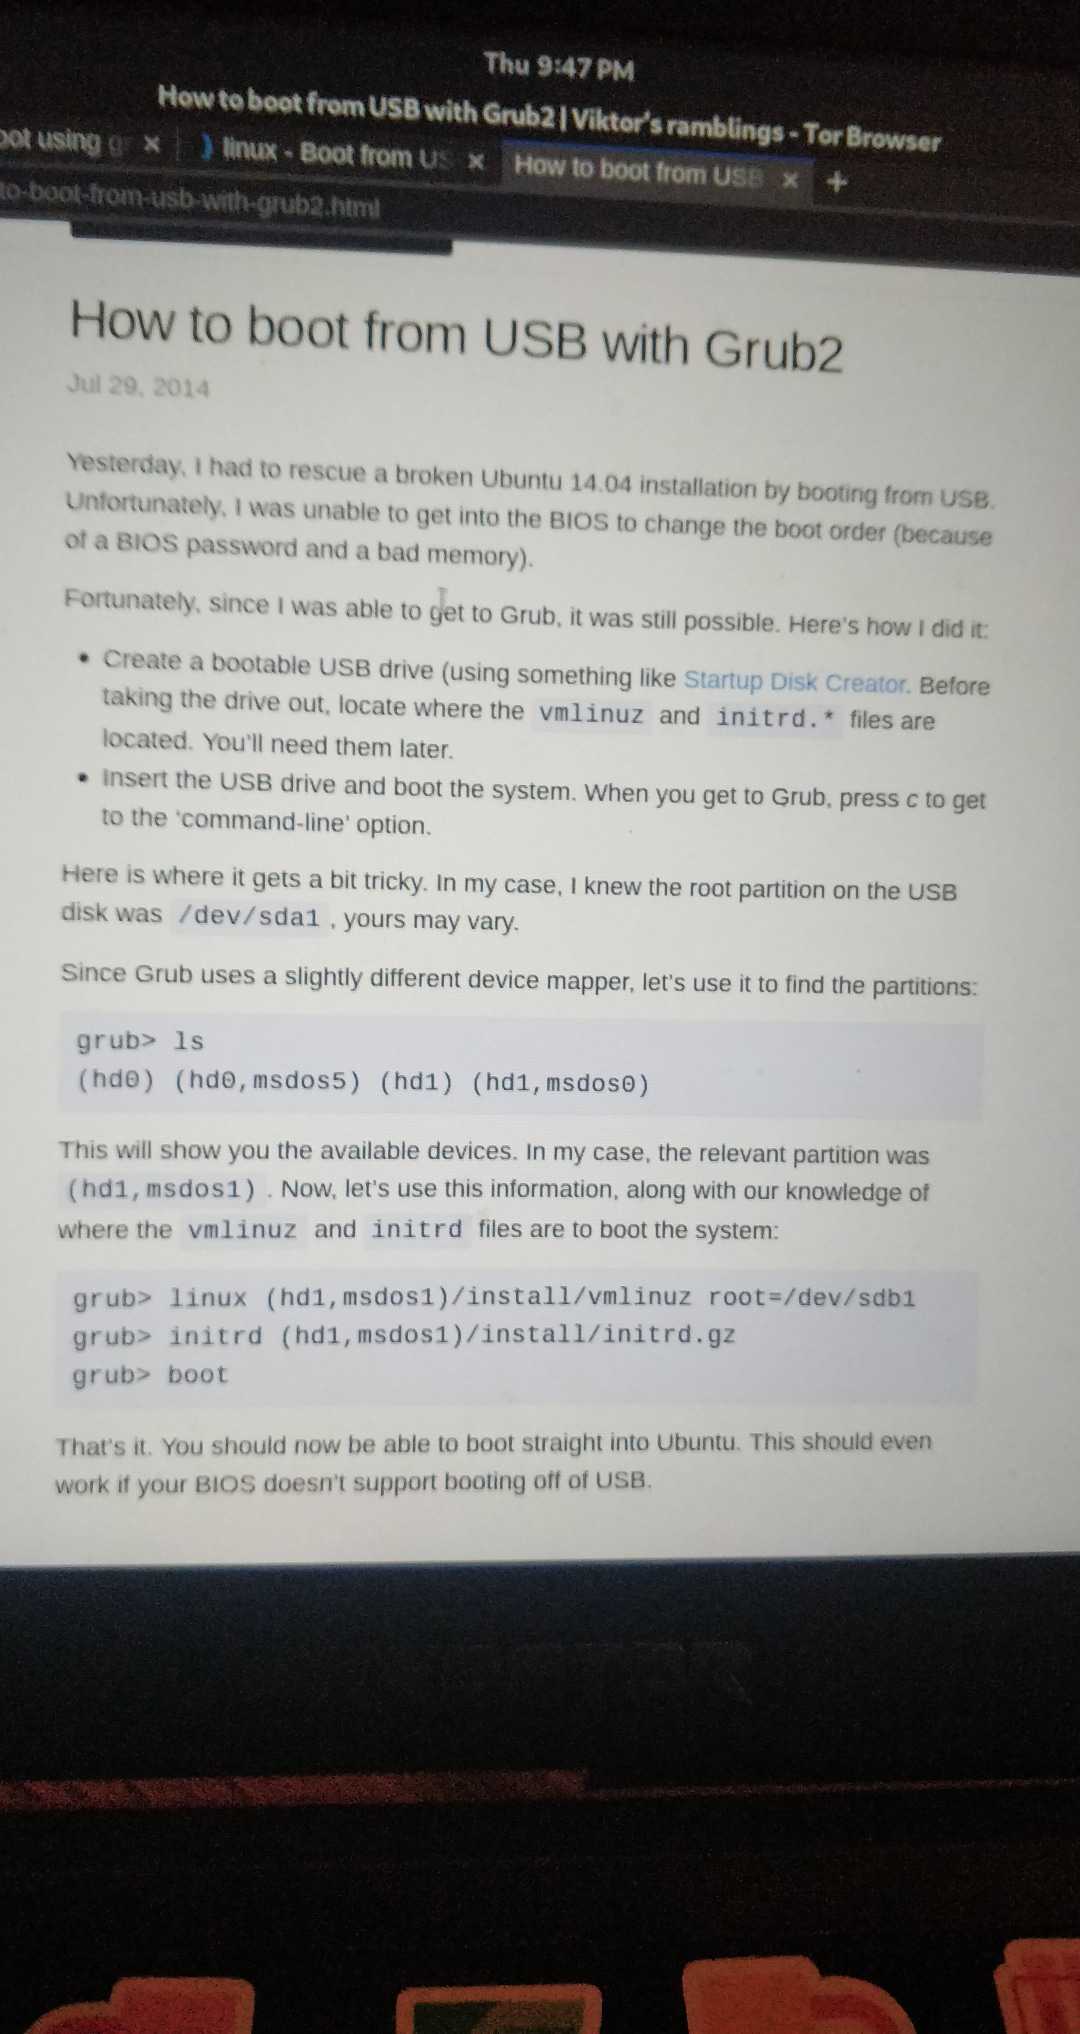 Thu 9:47 PM
How to boot from USB with Grub2 | Viktor's ramblings - Tor Browser
oot using gr × ⟩ linux - Boot from US × How to boot from USB × +
to-boot-from-usb-with-grub2.html
How to boot from USB with Grub2
Jul 29, 2014
Yesterday, I had to rescue a broken Ubuntu 14.04 installation by booting from USB.
Unfortunately, I was unable to get into the BIOS to change the boot order (because
of a BIOS password and a bad memory).
Fortunately, since I was able to get to Grub, it was still possible. Here's how I did it:
• Create a bootable USB drive (using something like Startup Disk Creator. Before
taking the drive out, locate where the vmlinuz and initrd.* files are
located. You'll need them later.
• Insert the USB drive and boot the system. When you get to Grub, press c to get
to the 'command-line' option.
Here is where it gets a bit tricky. In my case, I knew the root partition on the USB
disk was /dev/sda1 , yours may vary.
Since Grub uses a slightly different device mapper, let's use it to find the partitions:
grub> ls
(hd0) (hd0,msdos5) (hd1) (hd1,msdos0)
This will show you the available devices. In my case, the relevant partition was
(hd1,msdos1) . Now, let's use this information, along with our knowledge of
where the vmlinuz and initrd files are to boot the system:
grub> linux (hd1,msdos1)/install/vmlinuz root=/dev/sdb1
grub> initrd (hd1,msdos1)/install/initrd.gz
grub> boot
That's it. You should now be able to boot straight into Ubuntu. This should even
work if your BIOS doesn't support booting off of USB.